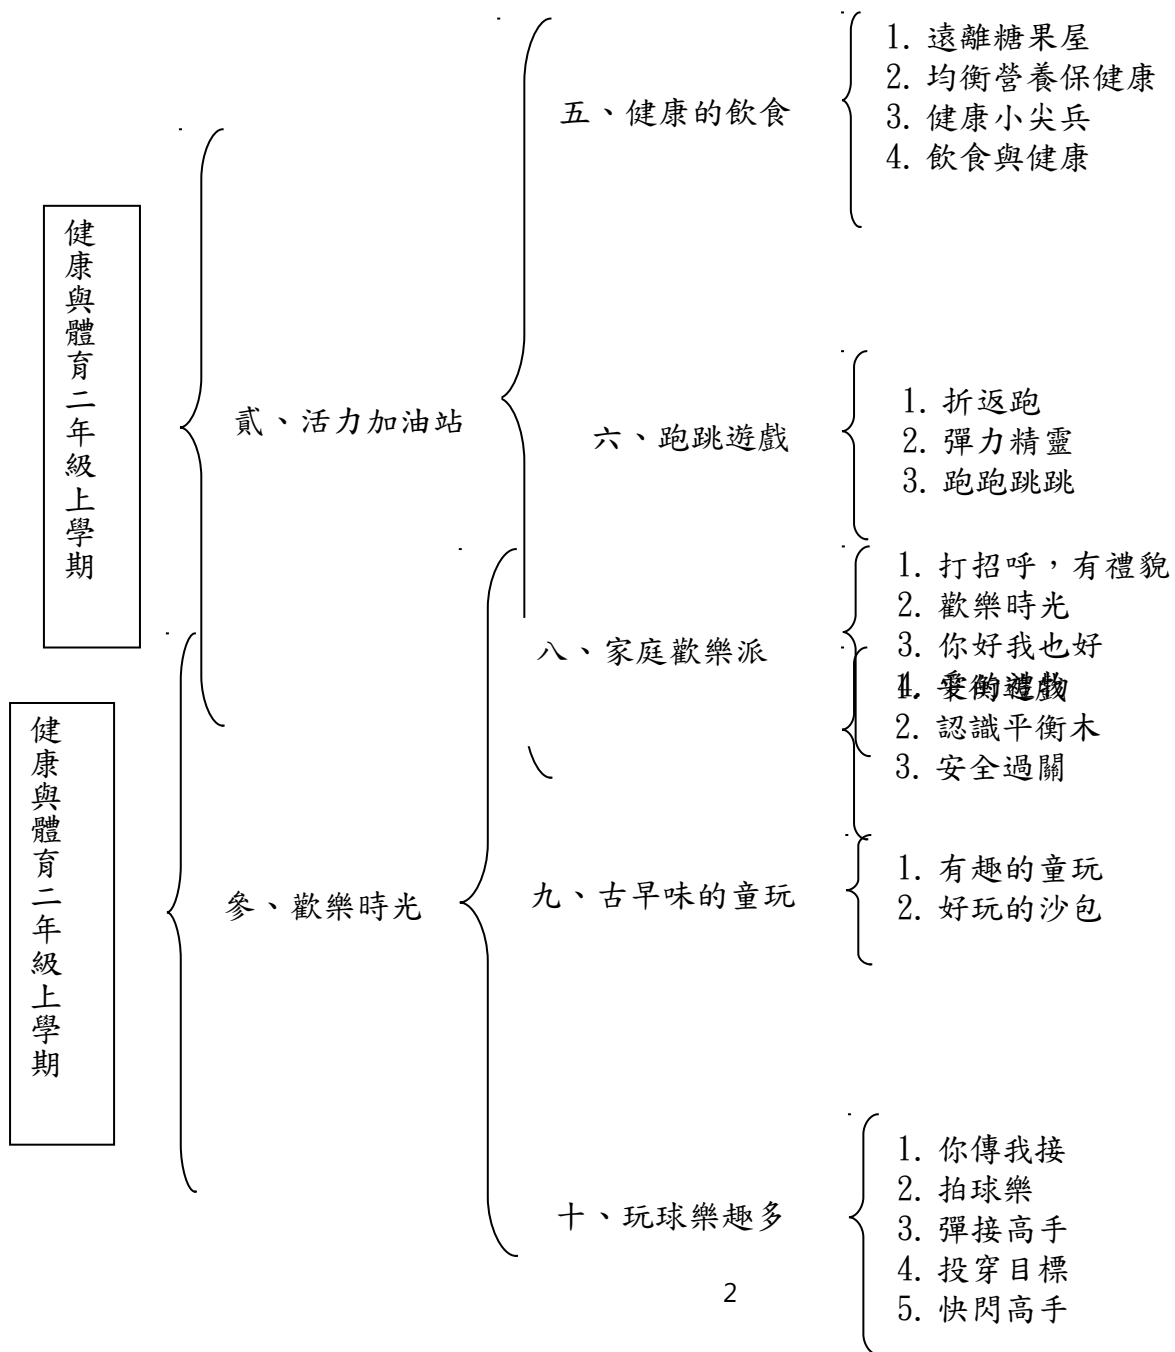 健康與體育二年級上學期
貳、活力加油站
五、健康的飲食
1. 遠離糖果屋
2. 均衡營養保健康
3. 健康小尖兵
4. 飲食與健康
六、跑跳遊戲
1. 折返跑
2. 彈力精靈
3. 跑跑跳跳
健康與體育二年級上學期
參、歡樂時光
八、家庭歡樂派
1. 打招呼，有禮貌
2. 歡樂時光
3. 你好我也好
2. 認識平衡木
3. 安全過關
九、古早味的童玩
1. 有趣的童玩
2. 好玩的沙包
十、玩球樂趣多
1. 你傳我接
2. 拍球樂
3. 彈接高手
4. 投穿目標
5. 快閃高手
2